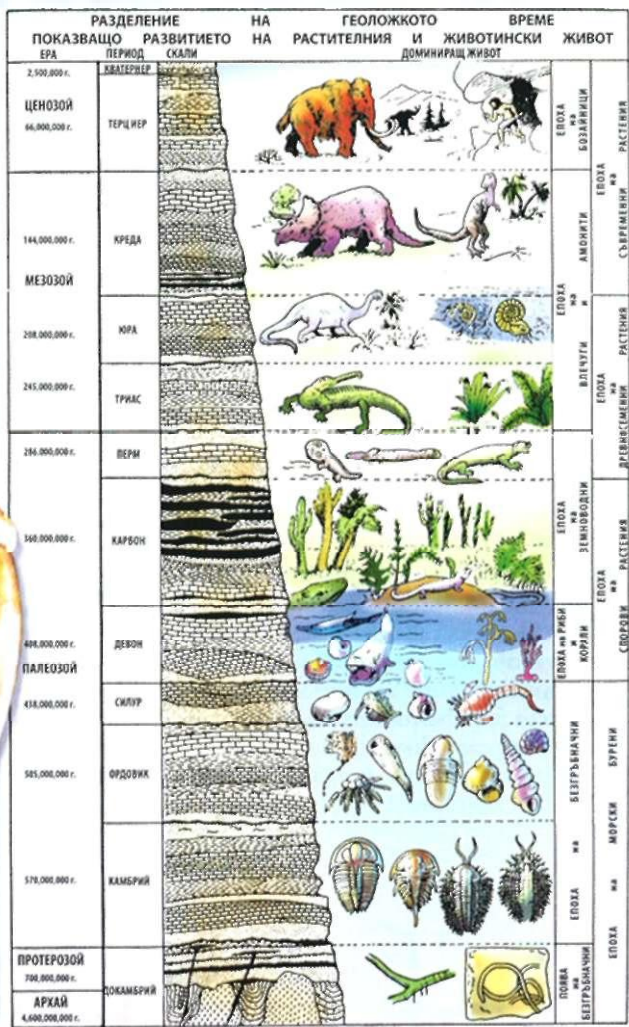 РАЗДЕЛЕНИЕ НА ГЕОЛОЖКОТО ВРЕМЕ
ПОКАЗВАЩО РАЗВИТИЕТО НА РАСТИТЕЛНИЯ И ЖИВОТИНСКИ ЖИВОТ
ЕРА ПЕРИОД СКАЛИ ДОМИНИРАЩ ЖИВОТ
КВАТЕРНЕР
2,500,000 г.
ЦЕНОЗОЙ
ТЕРЦИЕР
66,000,000 г.
ЕПОХА на БОЗАЙНИЦИ
ЕПОХА на СЪВРЕМЕННИ РАСТЕНИЯ
144,000,000 г.
КРЕДА
МЕЗОЗОЙ
ЮРА
208,000,000 г.
245,000,000 г.
ТРИАС
ЕПОХА на ВЛЕЧУГИ и АМОНИТИ
ЕПОХА на ДРЕВНОСЕМЕННИ РАСТЕНИЯ
286,000,000 г.
ПЕРМ
360,000,000 г.
КАРБОН
ЕПОХА на ЗЕМНОВОДНИ
ЕПОХА на СПОРОВИ РАСТЕНИЯ
408,000,000 г.
ДЕВОН
ПАЛЕОЗОЙ
ЕПОХА на РИБИ и КОРАЛИ
438,000,000 г.
СИЛУР
505,000,000 г.
ОРДОВИК
570,000,000 г.
КАМБРИЙ
ЕПОХА на БЕЗГРЪБНАЧНИ
ЕПОХА на МОРСКИ БУРЕНИ
ПРОТЕРОЗОЙ
700,000,000 г.
ДОКАМБРИЙ
АРХАЙ
4,600,000,000 г.
ПОЯВА на БЕЗГРЪБНАЧНИ